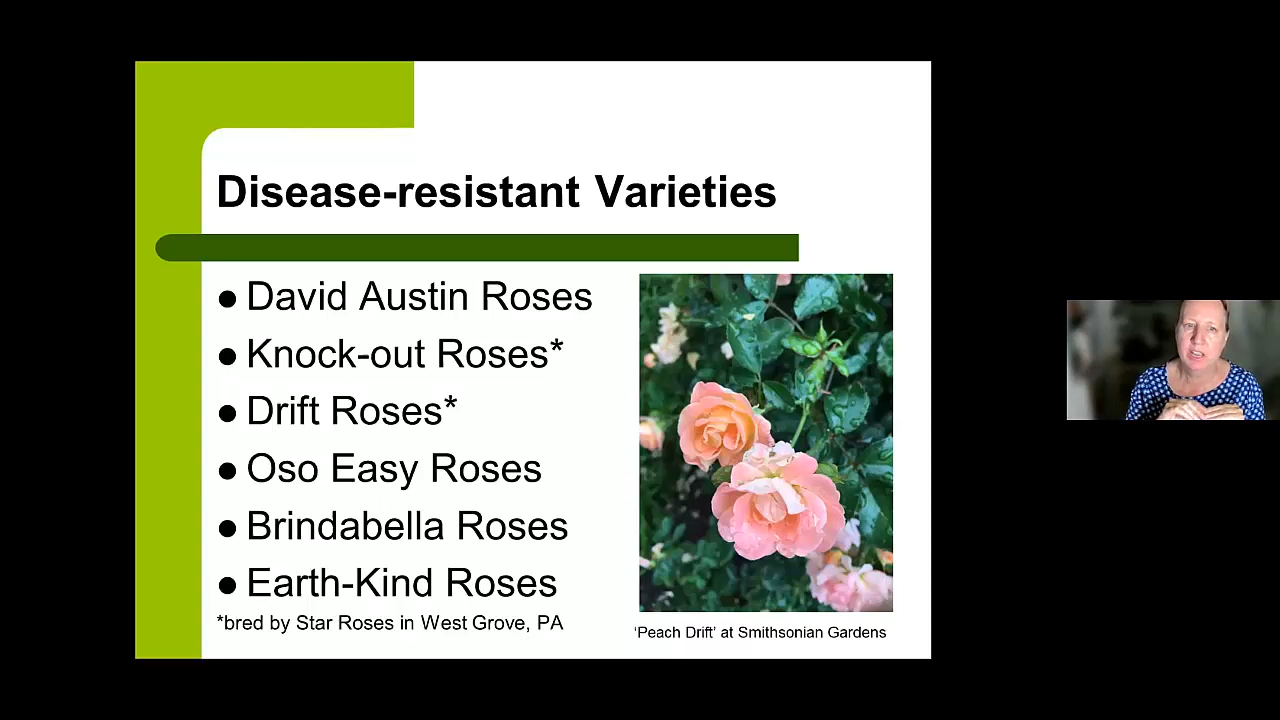 Disease-resistant Varieties
● David Austin Roses
● Knock-out Roses*
● Drift Roses*
● Oso Easy Roses
● Brindabella Roses
● Earth-Kind Roses
*bred by Star Roses in West Grove, PA
‘Peach Drift’ at Smithsonian Gardens